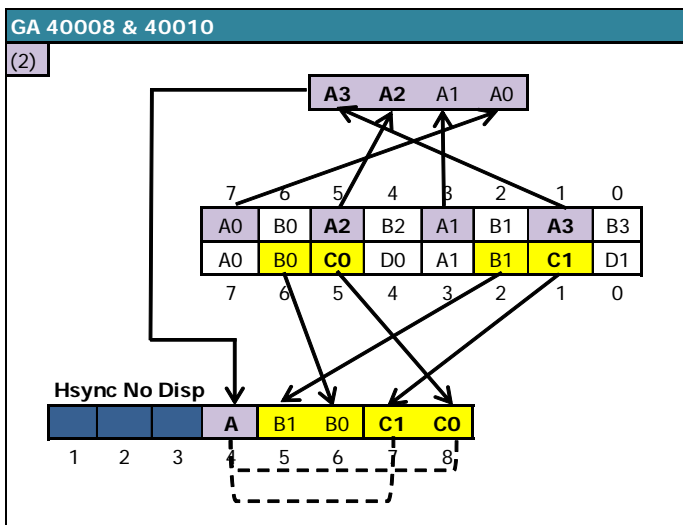 GA 40008 & 40010
(2)
A3 A2 A1 A0
7 6 5 4 3 2 1 0
A0 B0 A2 B2 A1 B1 A3 B3
A0 B0 C0 D0 A1 B1 C1 D1
7 6 5 4 3 2 1 0
Hsync No Disp
A B1 B0 C1 C0
1 2 3 4 5 6 7 8